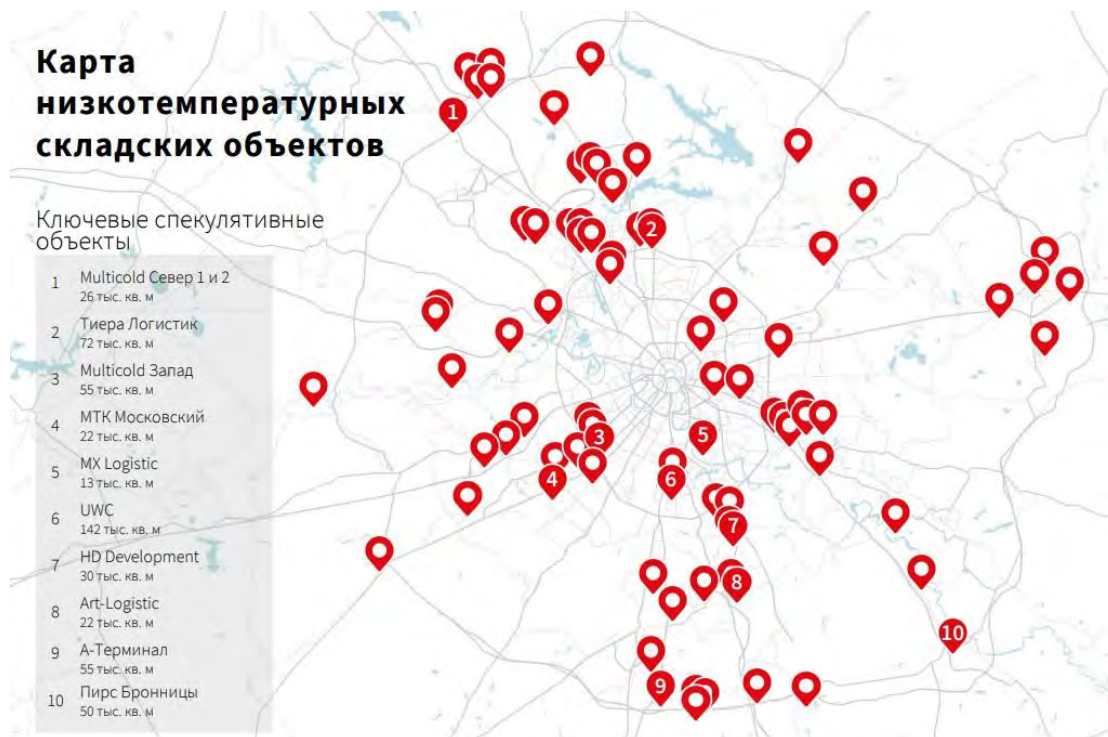 Карта
низкотемпературных
складских объектов
Ключевые спекулятивные
объекты
1 Multicold Север 1 и 2
26 тыс. кв. м
2 Тиера Логистик
72 тыс. кв. м
3 Multicold Запад
55 тыс. кв. м
4 МТК Московский
22 тыс. кв. м
5 MX Logistic
13 тыс. кв. м
6 UWC
142 тыс. кв. м
7 HD Development
30 тыс. кв. м
8 Art-Logistic
22 тыс. кв. м
9 А-Терминал
55 тыс. кв. м
10 Пирс Бронницы
50 тыс. кв. м
1
2
3
4
5
6
7
8
9
10